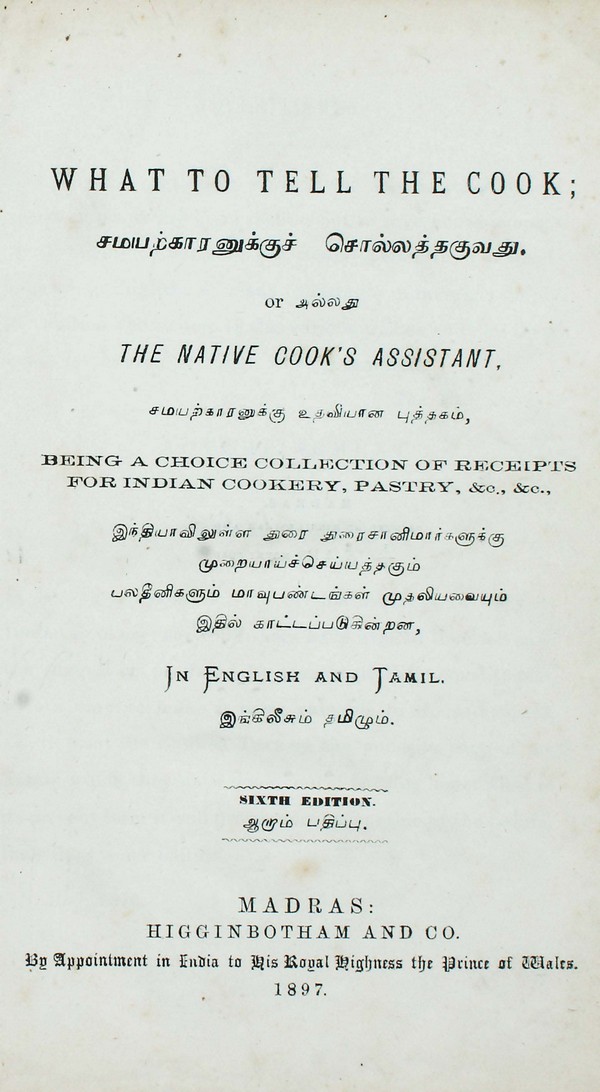 WHAT TO TELL THE COOK;
சமயற்காரனுக்குச் சொல்லத்தகுவது.
or அல்லது
THE NATIVE COOK'S ASSISTANT,
சமயற்காரனுக்கு உதவியான புத்தகம்,
BEING A CHOICE COLLECTION OF RECEIPTS
FOR INDIAN COOKERY, PASTRY, &c., &c.,
இந்தியாவிலுள்ள துரை துரைசானிமார்களுக்கு
முறையாய்ச்செய்யத்தகும்
பலதீனிகளும் மாவுபண்டங்கள் முதலியவையும்
இதில் காட்டப்படுகின்றன,
IN ENGLISH AND TAMIL.
இங்கிலீசும் தமிழும்.
SIXTH EDITION.
ஆறாம் பதிப்பு.
MADRAS:
HIGGINBOTHAM AND CO.
By Appointment in India to His Royal Highness the Prince of Wales.
1897.